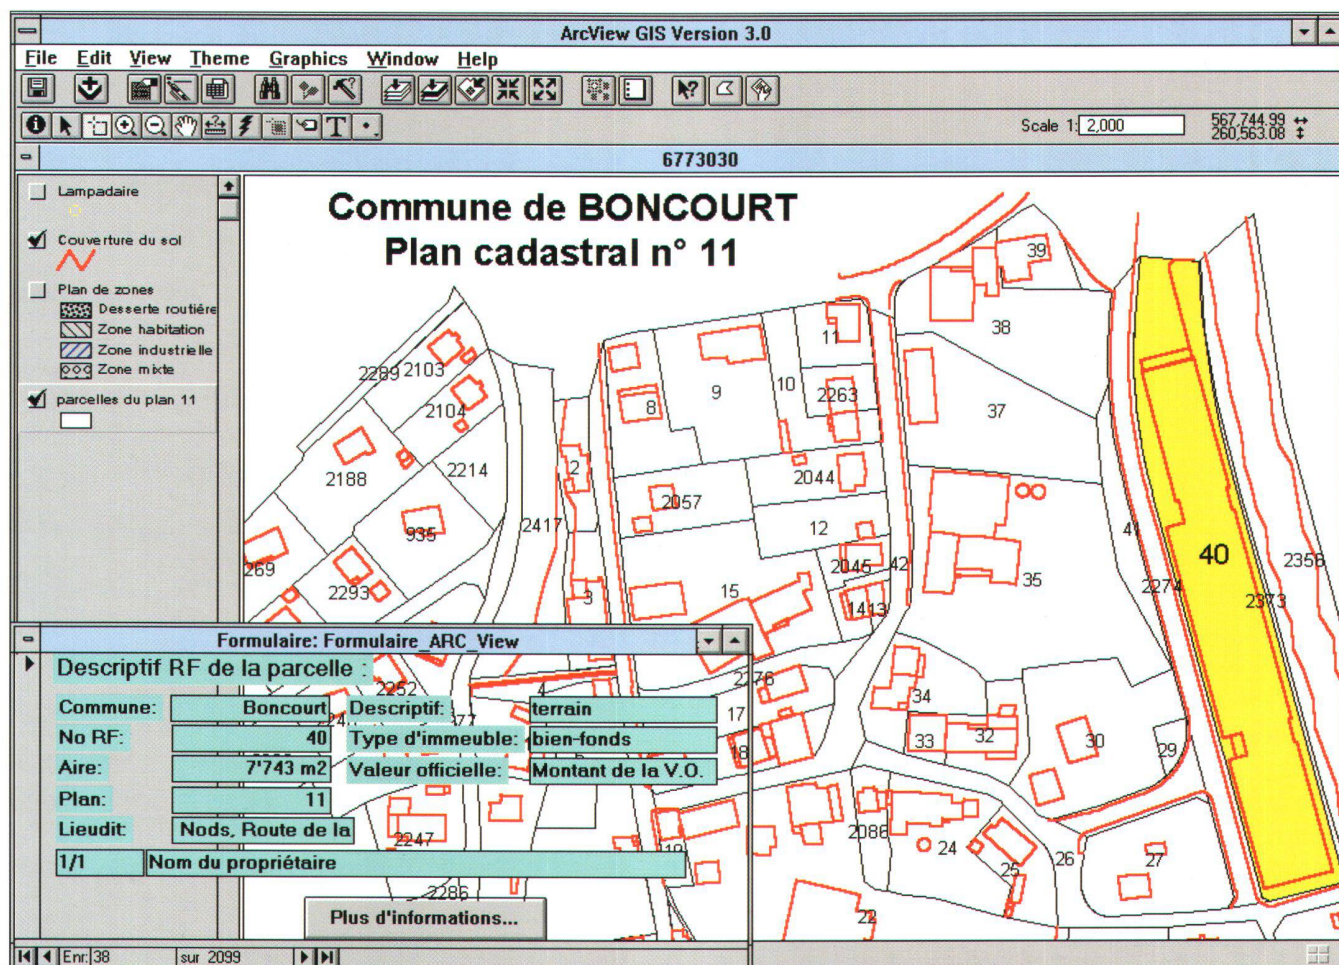 ArcView GIS Version 3.0
File Edit View Theme Graphics Window Help
Scale 1: 2,000
567,744.99
260,563.08
6773030
Lampadaire
Couverture du sol
Plan de zones
Desserte routière
Zone habitation
Zone industrielle
Zone mixte
parcelles du plan 11
Commune de BONCOURT
Plan cadastral n° 11
39
38
11
2289
2103
9
10
8
2263
37
2104
2214
2188
2
2044
2057
2417
12
935
41
40
2358
269
2293
2045
42
35
2274
2373
3
15
14
13
Formulaire: Formulaire_ARC_View
Descriptif RF de la parcelle :
2252
4
2276
34
Commune: Boncourt Descriptif: terrain
17
No RF: 40 Type d'immeuble: bien-fonds
33
32
30
29
18
Aire: 7'743 m2 Valeur officielle: Montant de la V.O.
Plan: 11
Lieudit: Nods, Route de la
2247
2086
24
25
26
27
1/1 Nom du propriétaire
2286
22
Plus d'informations...
Enr: 38 sur 2099